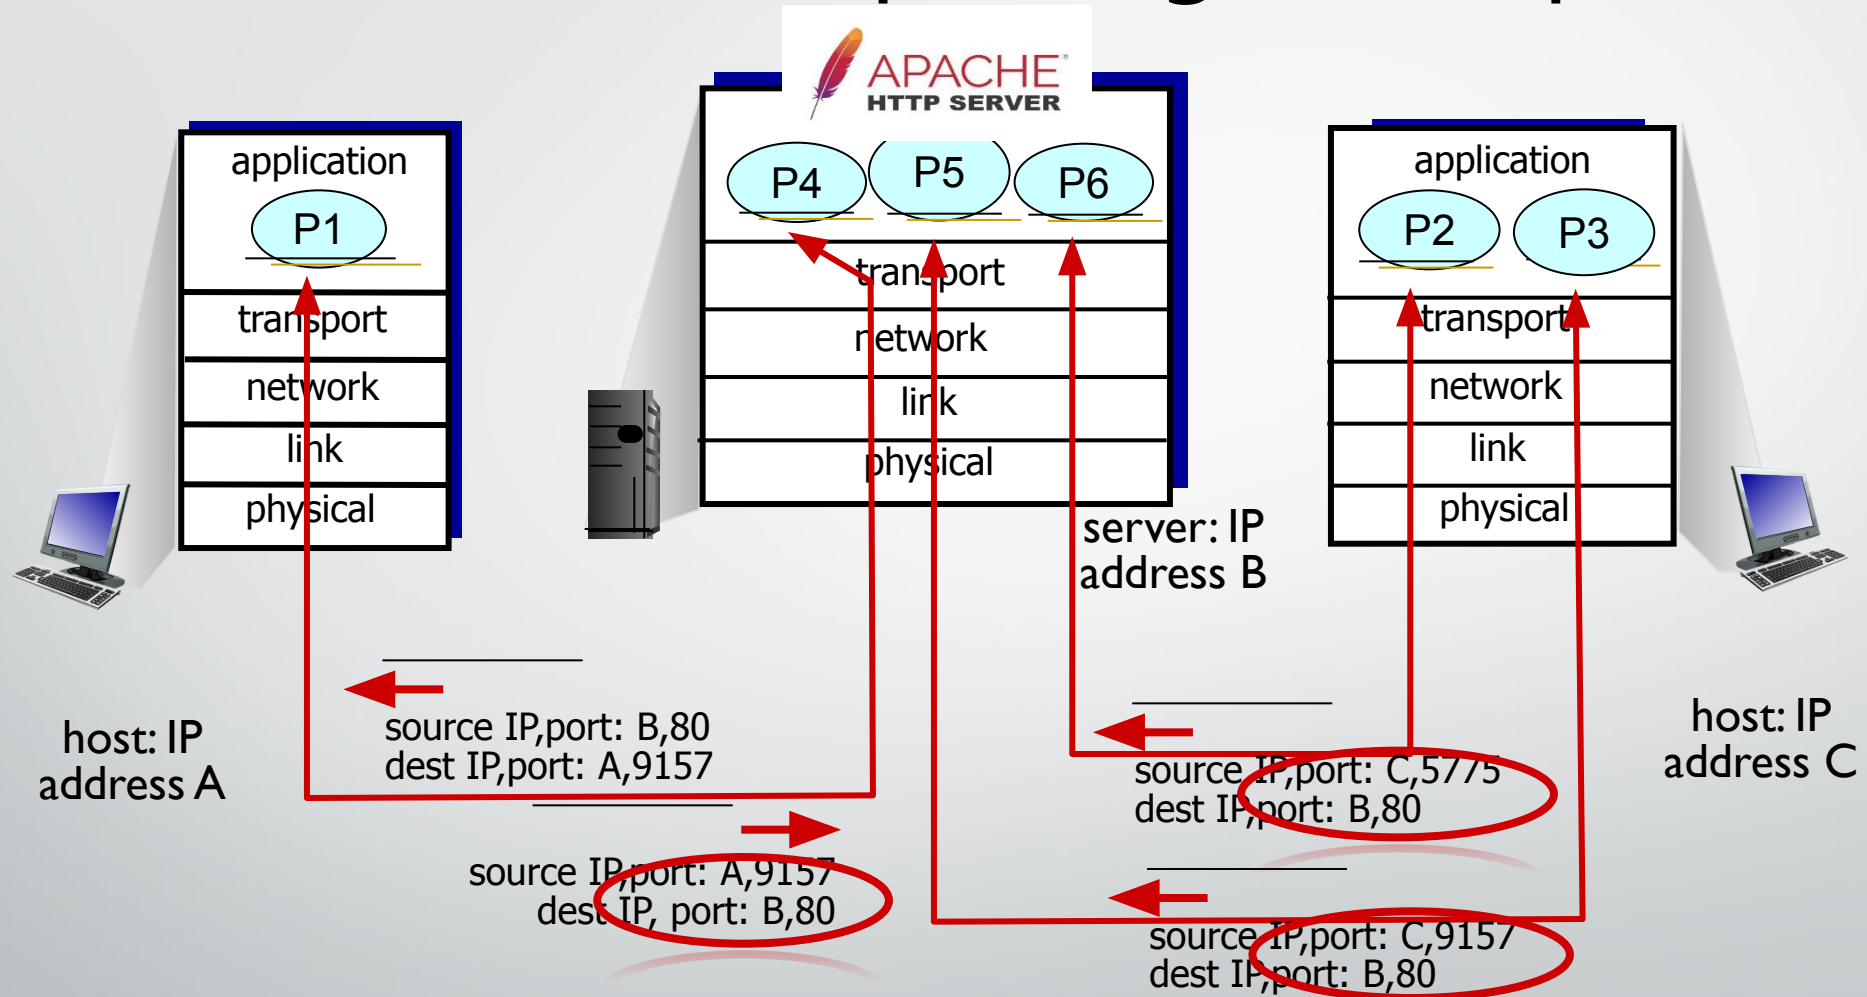 APACHE
HTTP SERVER
application
P1
transport
network
link
physical
P4
P5
P6
transport
network
link
physical
application
P2
P3
transport
network
link
physical
server: IP
address B
host: IP
address A
source IP,port: B,80
dest IP,port: A,9157
source IP,port: A,9157
dest IP, port: B,80
source IP,port: C,5775
dest IP,port: B,80
source IP,port: C,9157
dest IP,port: B,80
host: IP
address C